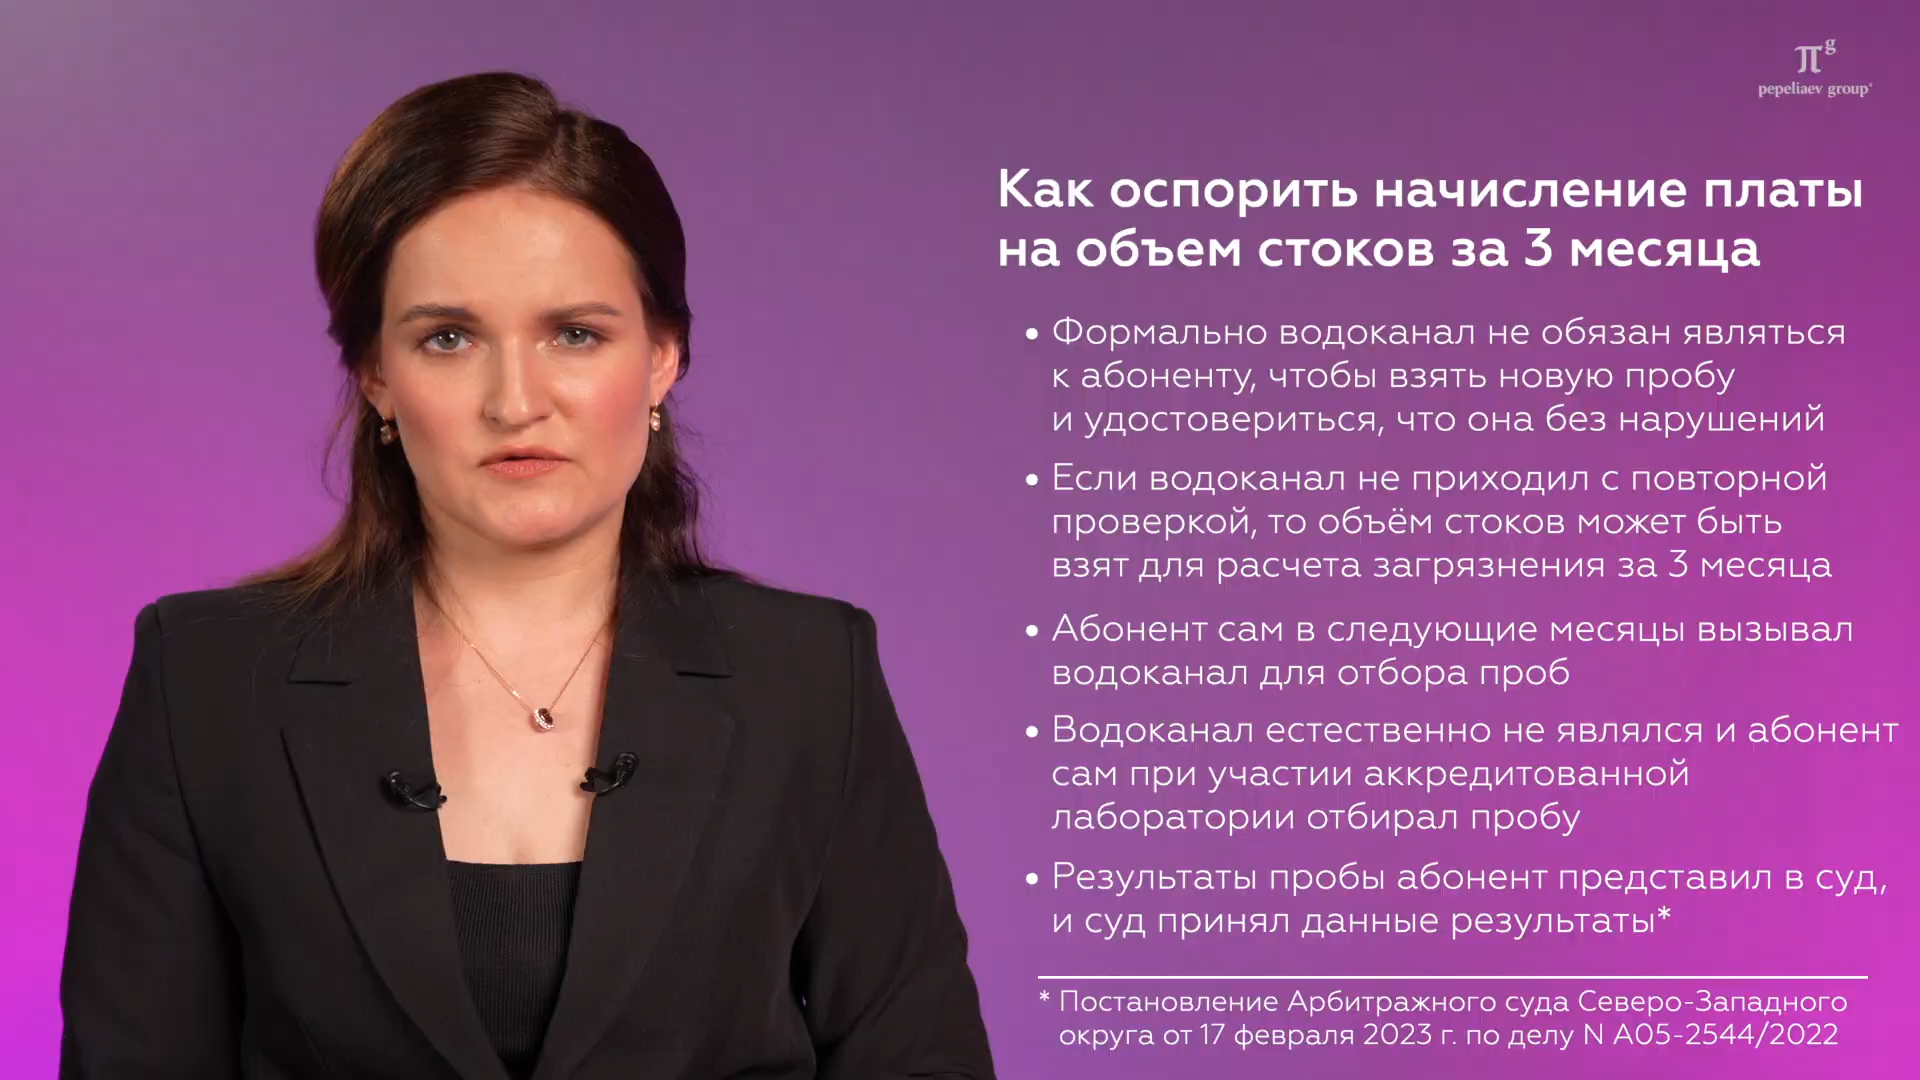 πg
pepeliaev group®
Как оспорить начисление платы
на объем стоков за 3 месяца
• Формально водоканал не обязан являться
к абоненту, чтобы взять новую пробу
и удостовериться, что она без нарушений
• Если водоканал не приходил с повторной
проверкой, то объём стоков может быть
взят для расчета загрязнения за 3 месяца
• Абонент сам в следующие месяцы вызывал
водоканал для отбора проб
• Водоканал естественно не являлся и абонент
сам при участии аккредитованной
лаборатории отбирал пробу
• Результаты пробы абонент представил в суд,
и суд принял данные результаты*
* Постановление Арбитражного суда Северо-Западного
округа от 17 февраля 2023 г. по делу N А05-2544/2022